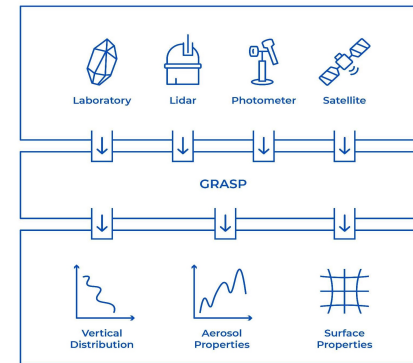 Laboratory Lidar Photometer Satellite
GRASP
Vertical Distribution
Aerosol Properties
Surface Properties